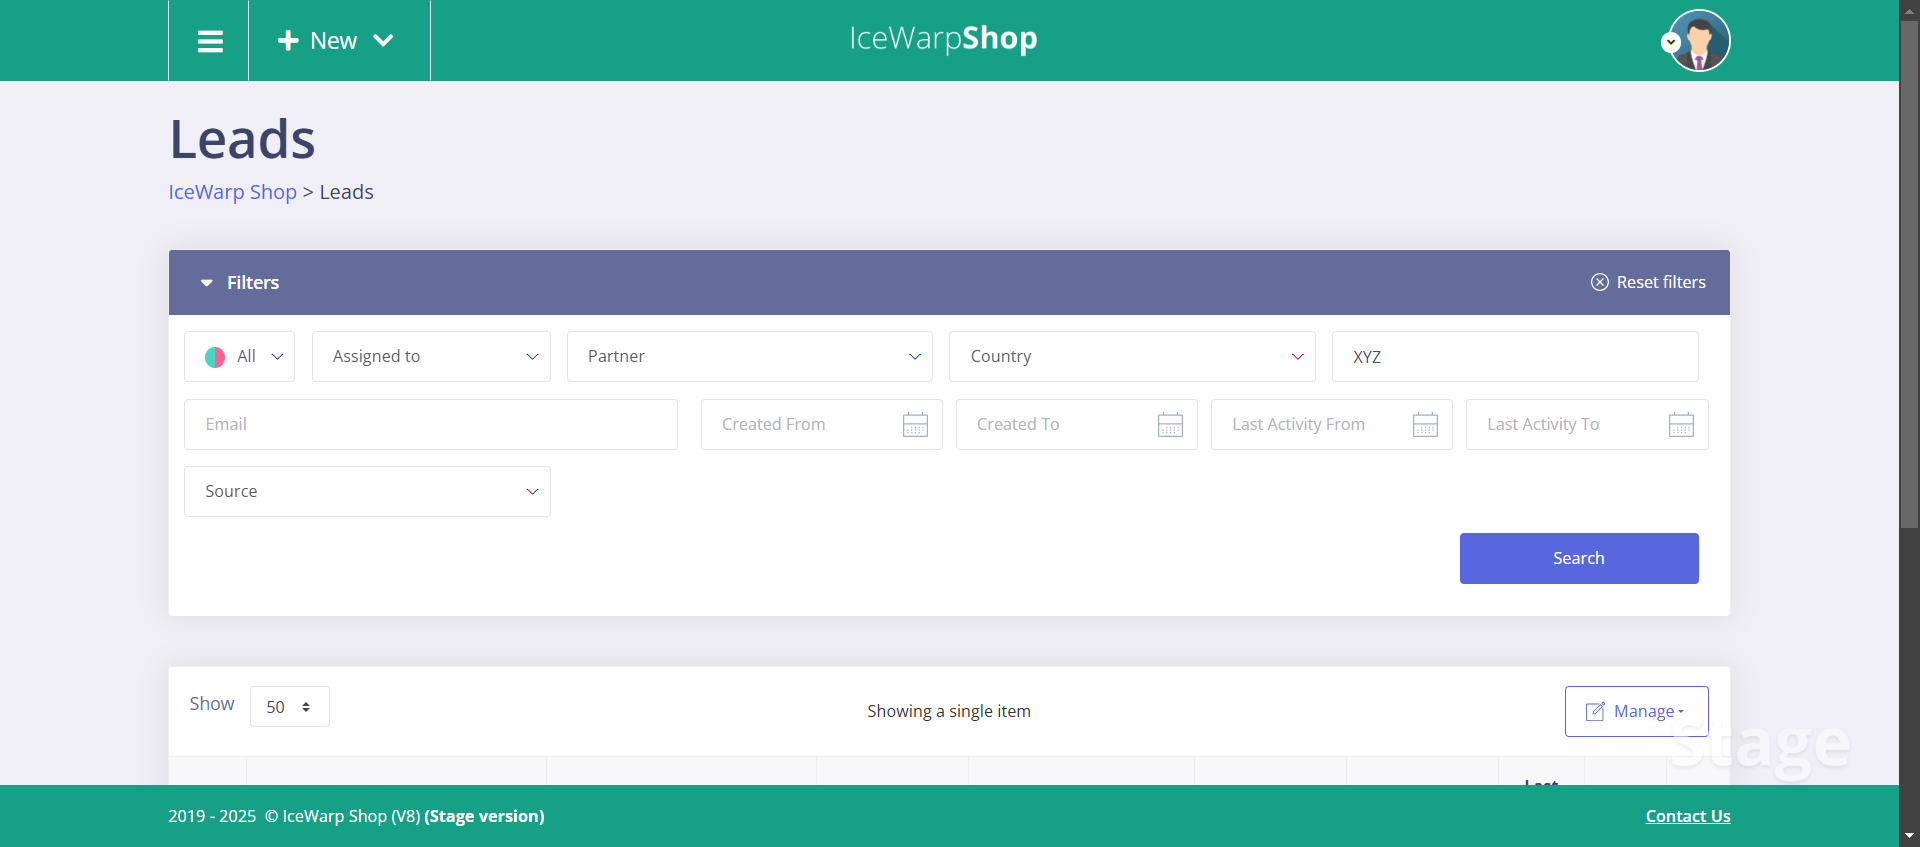 New
IceWarpShop
Leads
IceWarp Shop > Leads
Filters
Reset filters
All
Assigned to
Partner
Country
XYZ
Email
Created From
Created To
Last Activity From
Last Activity To
Source
Search
Show
50
Showing a single item
Manage
Stage
Last
2019 - 2025 © IceWarp Shop (V8) (Stage version)
Contact Us